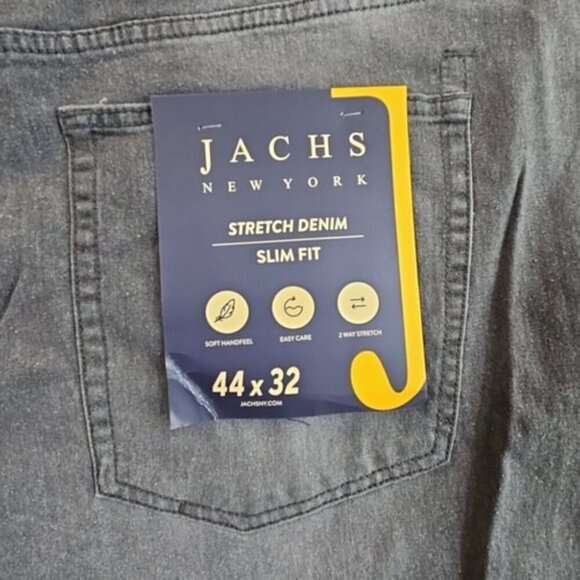 JACHS
NEW YORK
STRETCH DENIM
SLIM FIT
SOFT HANDFEEL EASY CARE 2 WAY STRETCH
44 x 32
JACHSNY.COM